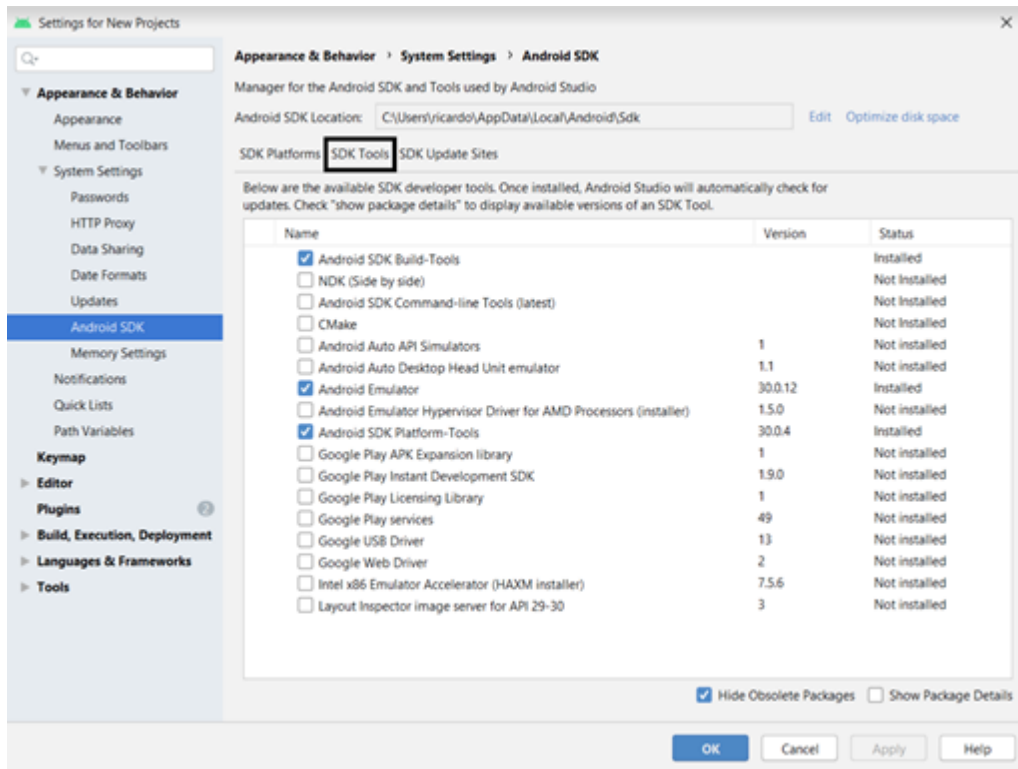 Settings for New Projects
Appearance & Behavior
Appearance
Menus and Toolbars
System Settings
Passwords
HTTP Proxy
Data Sharing
Date Formats
Updates
Android SDK
Memory Settings
Notifications
Quick Lists
Path Variables
Keymap
Editor
Plugins 2
Build, Execution, Deployment
Languages & Frameworks
Tools
Appearance & Behavior › System Settings › Android SDK
Manager for the Android SDK and Tools used by Android Studio
Android SDK Location: C:\Users\ricardo\AppData\Local\Android\Sdk Edit Optimize disk space
SDK Platforms SDK Tools SDK Update Sites
Below are the available SDK developer tools. Once installed, Android Studio will automatically check for
updates. Check "show package details" to display available versions of an SDK Tool.
Name Version Status
Android SDK Build-Tools Installed
NDK (Side by side) Not Installed
Android SDK Command-line Tools (latest) Not Installed
CMake Not Installed
Android Auto API Simulators 1 Not installed
Android Auto Desktop Head Unit emulator 1.1 Not installed
Android Emulator 30.0.12 Installed
Android Emulator Hypervisor Driver for AMD Processors (installer) 1.5.0 Not installed
Android SDK Platform-Tools 30.0.4 Installed
Google Play APK Expansion library 1 Not installed
Google Play Instant Development SDK 1.9.0 Not installed
Google Play Licensing Library 1 Not installed
Google Play services 49 Not installed
Google USB Driver 13 Not installed
Google Web Driver 2 Not installed
Intel x86 Emulator Accelerator (HAXM installer) 7.5.6 Not installed
Layout Inspector image server for API 29-30 3 Not installed
Hide Obsolete Packages Show Package Details
OK Cancel Apply Help